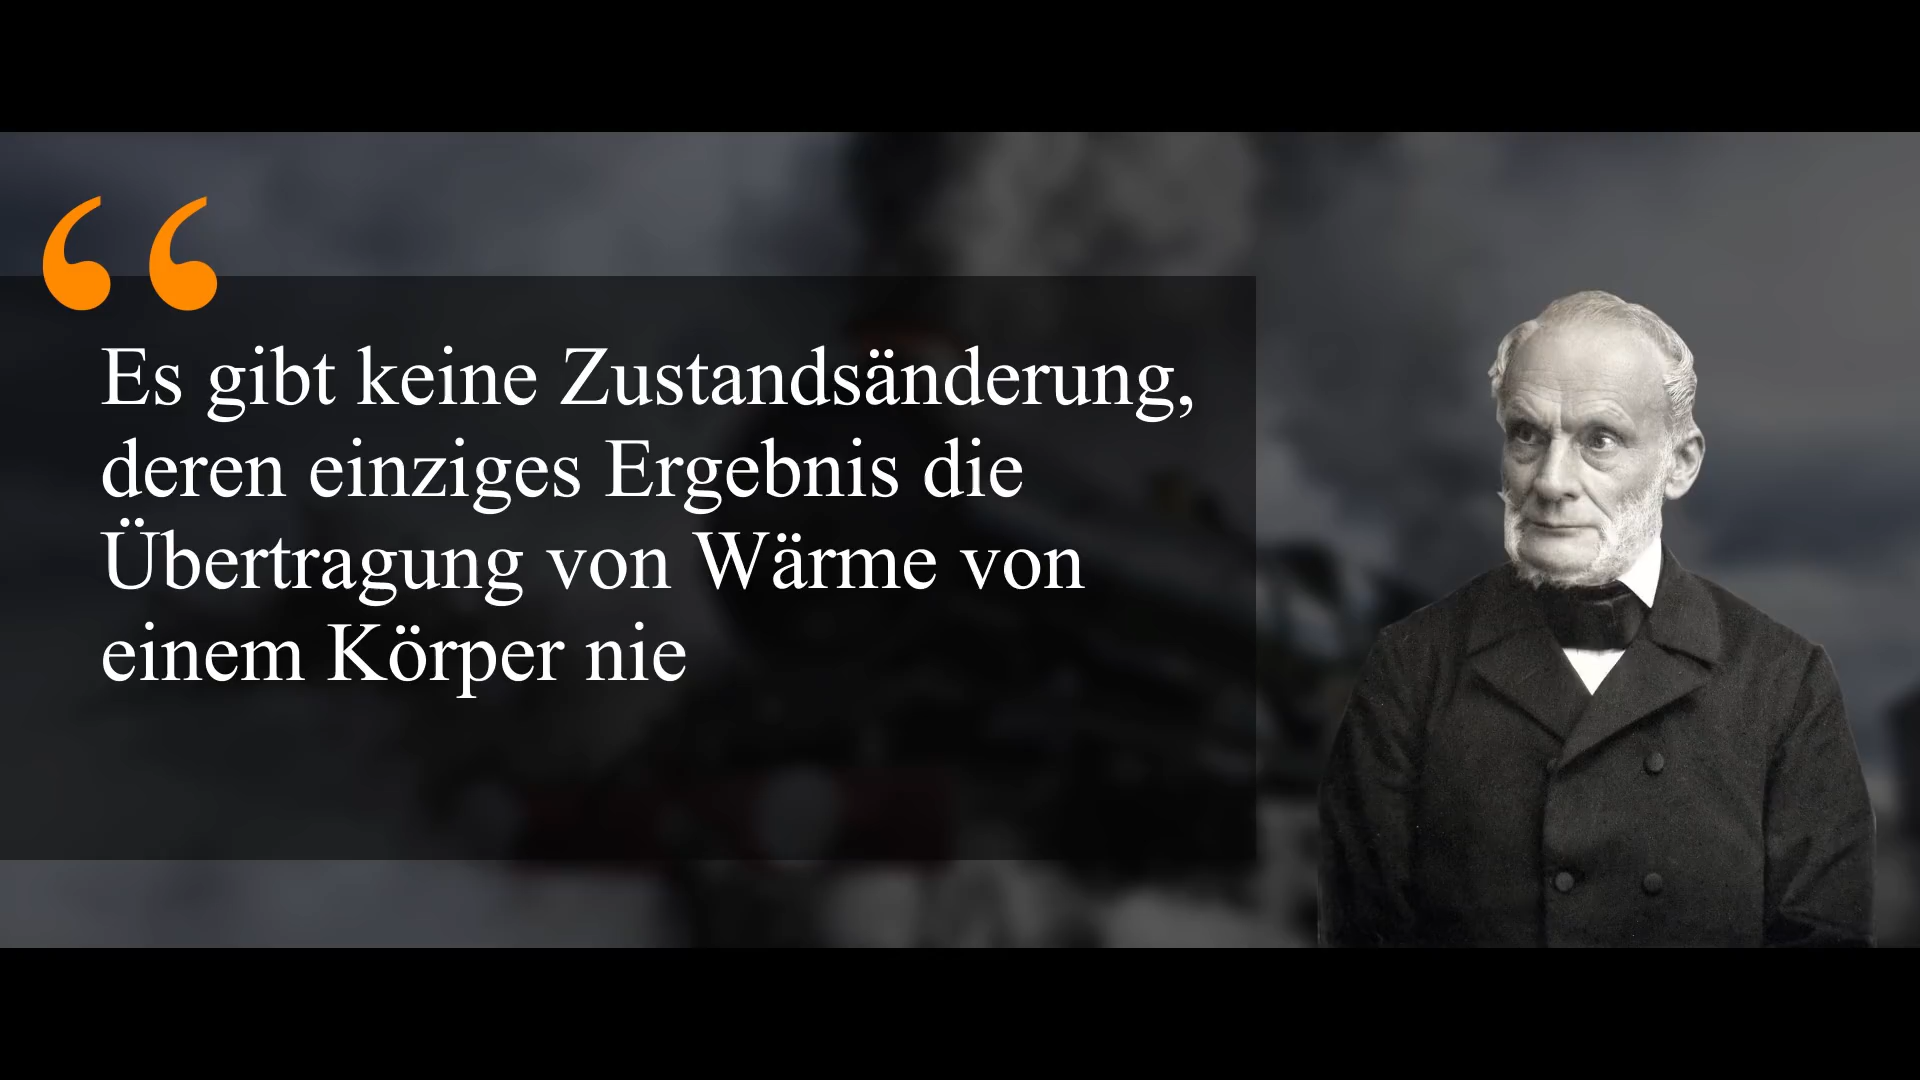 Es gibt keine Zustandsänderung,
deren einziges Ergebnis die
Übertragung von Wärme von
einem Körper nie